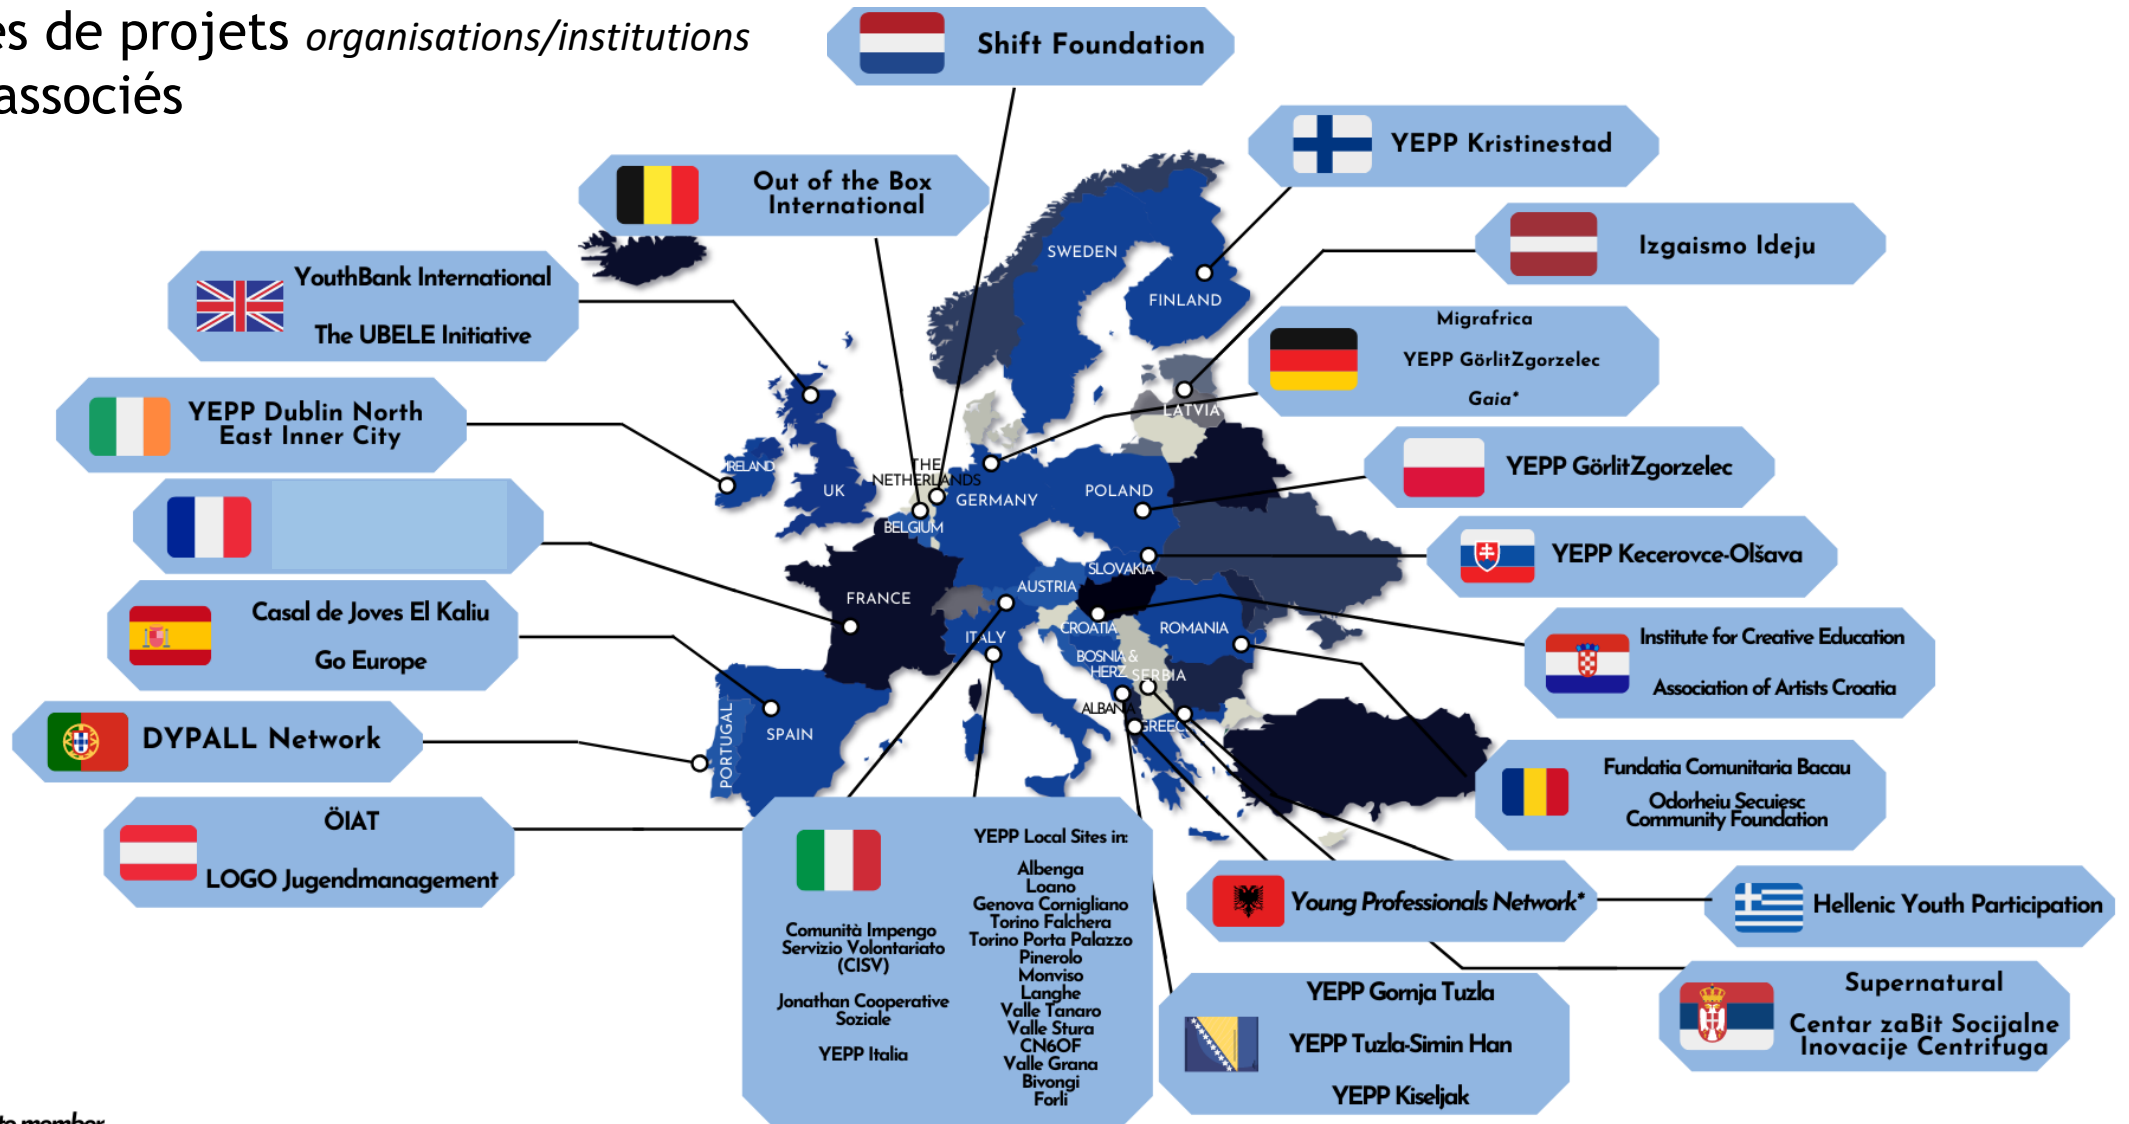 es de projets organisations/institutions
associés
Shift Foundation
YEPP Kristinestad
Out of the Box
International
Izgaismo Ideju
YouthBank International
The UBELE Initiative
Migrafrica
YEPP GörlitZgorzelec
Gaia*
YEPP Dublin North
East Inner City
YEPP GörlitZgorzelec
YEPP Kecerovce-Olšava
Casal de Joves El Kaliu
Go Europe
Institute for Creative Education
Association of Artists Croatia
DYPALL Network
Fundatia Comunitaria Bacau
Odorheiu Secuiesc
Community Foundation
ÖIAT
LOGO Jugendmanagement
Comunità Impengo
Servizio Volontariato
(CISV)
Jonathan Cooperative
Soziale
YEPP Italia
YEPP Local Sites in:
Albenga
Loano
Genova Cornigliano
Torino Falchera
Torino Porta Palazzo
Pinerolo
Monviso
Langhe
Valle Tanaro
Valle Stura
CN6OF
Valle Grana
Bivongi
Forli
Young Professionals Network*
Hellenic Youth Participation
YEPP Gornja Tuzla
YEPP Tuzla-Simin Han
YEPP Kiseljak
Supernatural
Centar zaBit Socijalne
Inovacije Centrifuga
SWEDEN
FINLAND
LATVIA
IRELAND
UK
THE
NETHERLANDS
BELGIUM
GERMANY
POLAND
SLOVAKIA
AUSTRIA
FRANCE
ITALY
CROATIA
ROMANIA
BOSNIA &
HERZ
SERBIA
ALBANIA
GREEC
PORTUGAL
SPAIN
member